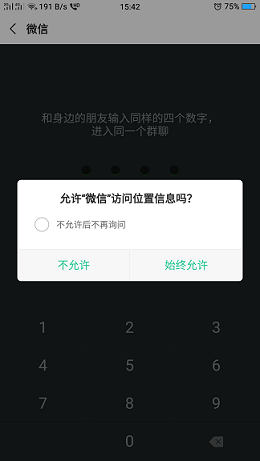 191 B/s 15:42 75%
微信
和身边的朋友输入同样的四个数字，
进入同一个群聊
允许“微信”访问位置信息吗？
不允许后不再询问
不允许 始终允许
1 2 3
4 5 6
7 8 9
0